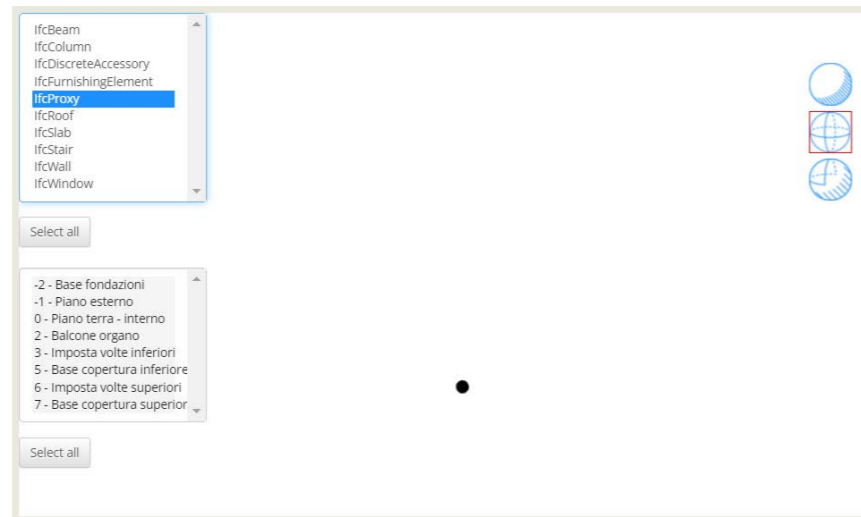 IfcBeam
IfcColumn
IfcDiscreteAccessory
IfcFurnishingElement
IfcProxy
IfcRoof
IfcSlab
IfcStair
IfcWall
IfcWindow
Select all
-2 - Base fondazioni
-1 - Piano esterno
0 - Piano terra - interno
2 - Balcone organo
3 - Imposta volte inferiori
5 - Base copertura inferiore
6 - Imposta volte superiori
7 - Base copertura superior
Select all